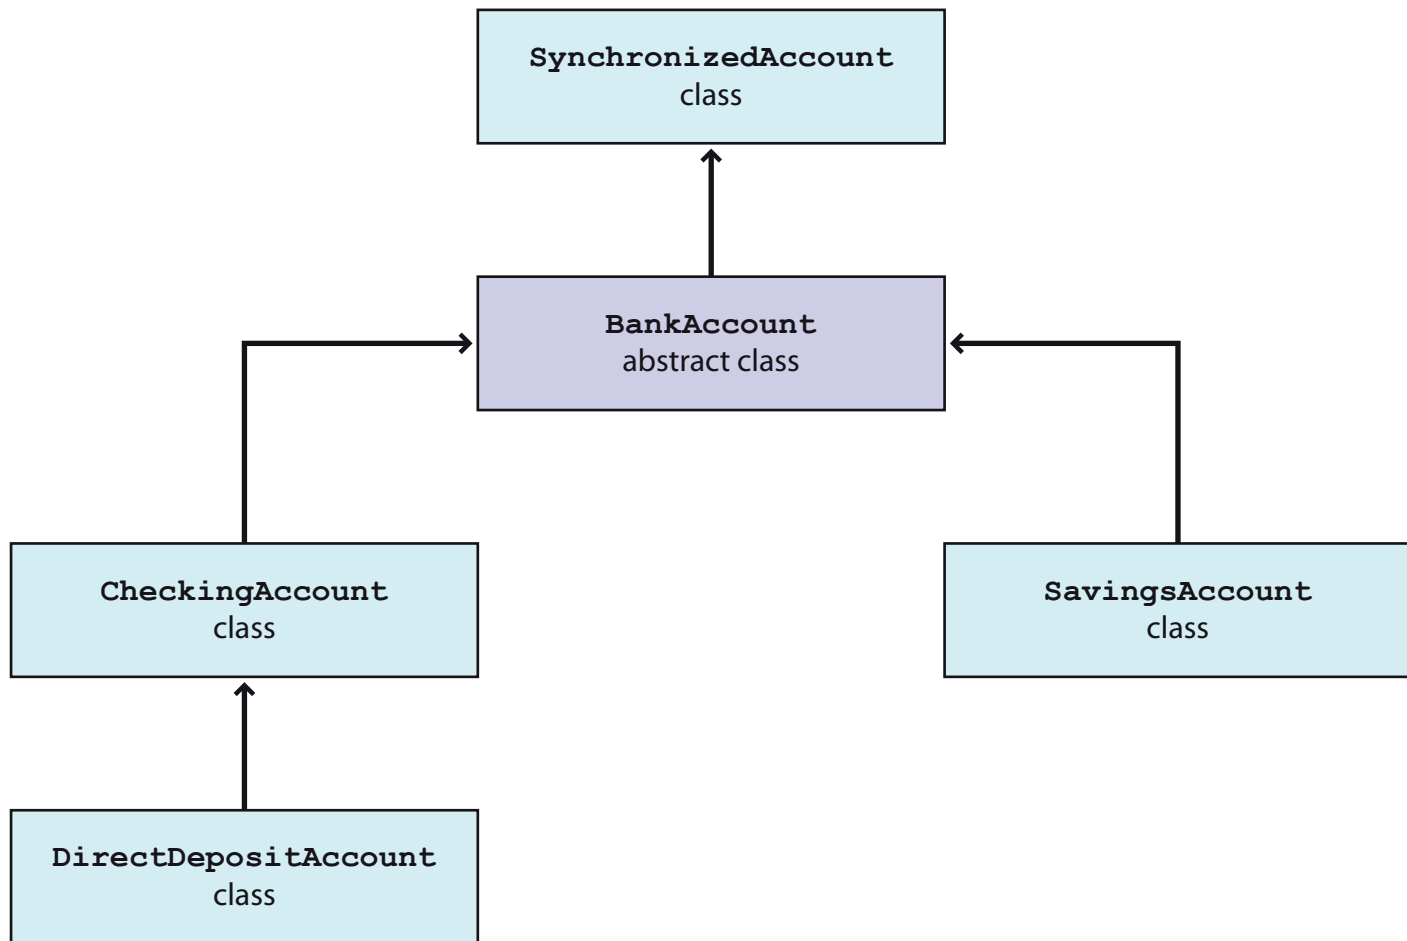 SynchronizedAccount
class
BankAccount
abstract class
CheckingAccount
class
SavingsAccount
class
DirectDepositAccount
class